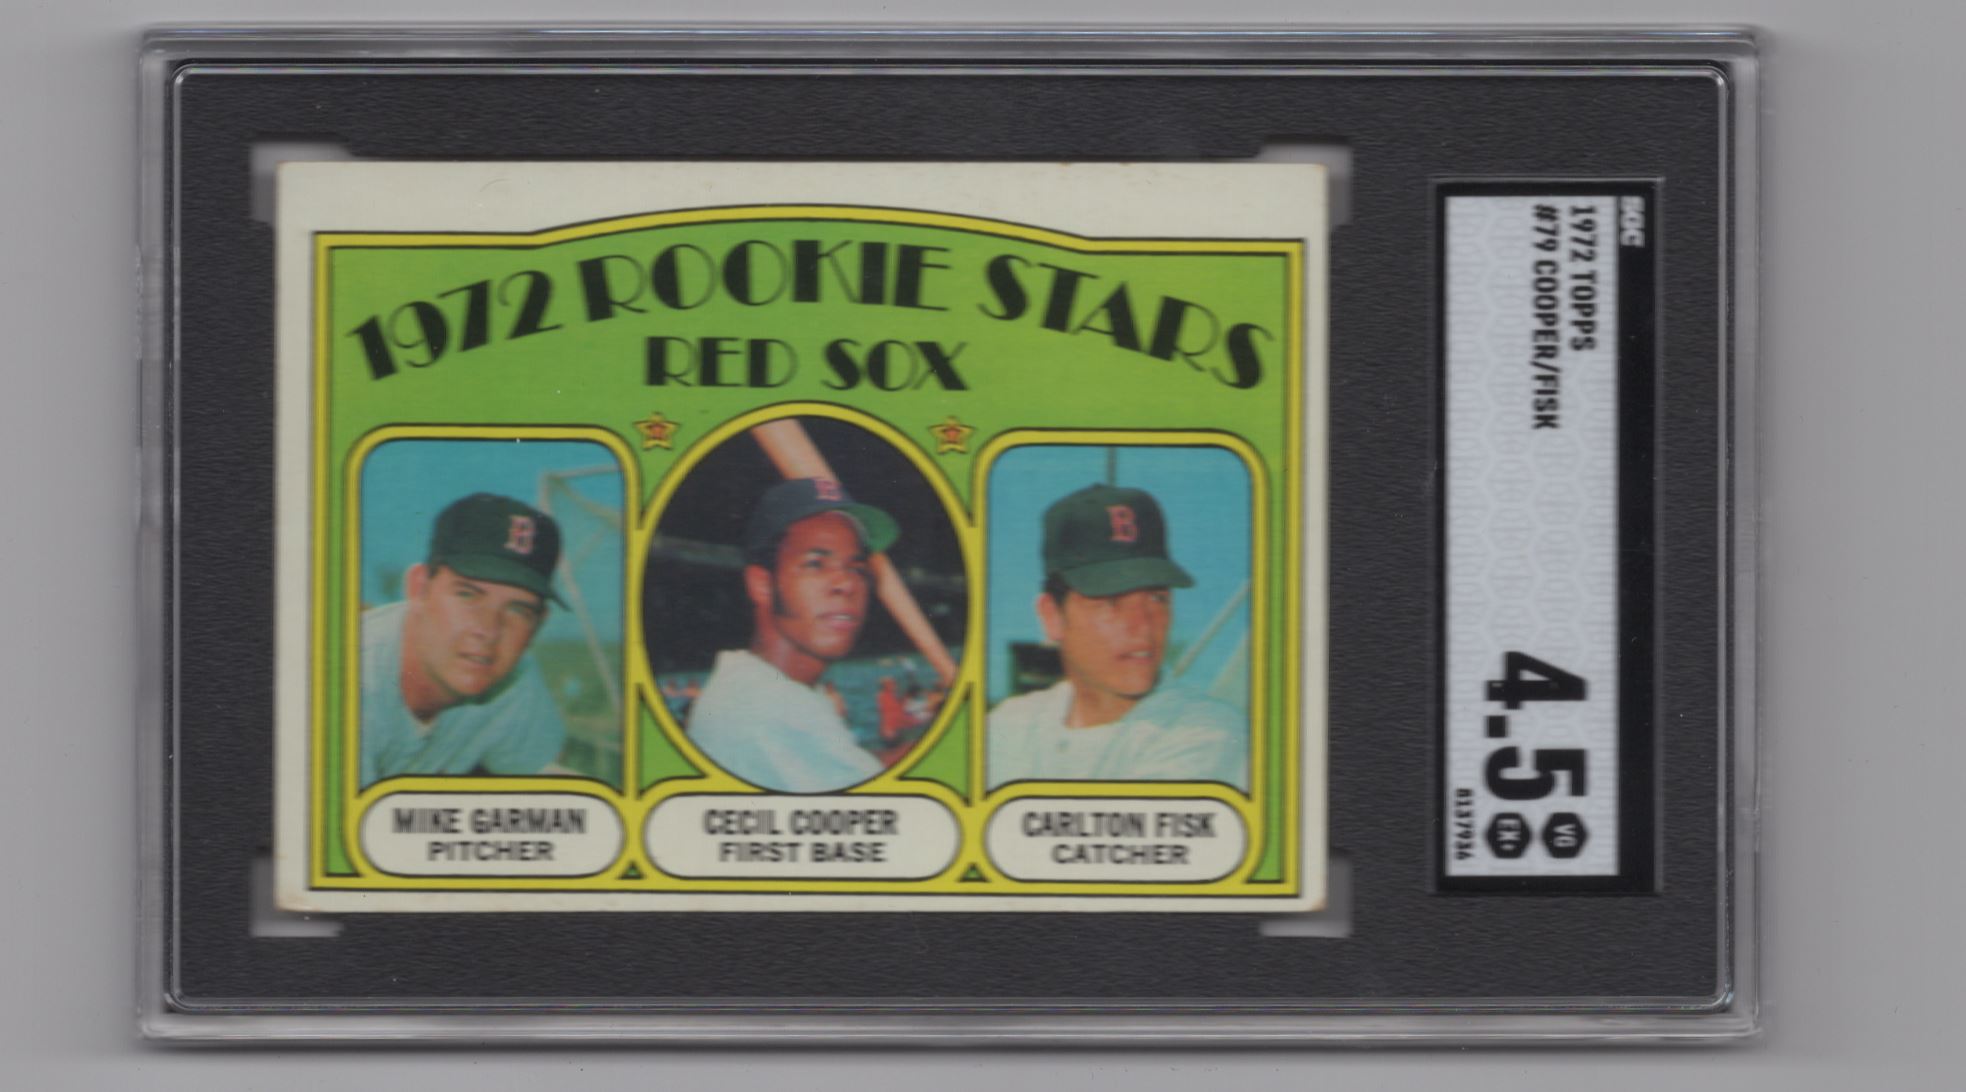 1972 ROOKIE STARS
RED SOX
MIKE GARMAN
PITCHER
CECIL COOPER
FIRST BASE
CARLTON FISK
CATCHER
SGC
1972 TOPPS
#79 COOPER/FISK
4.5
VG
EX+
8137936
B
B
B